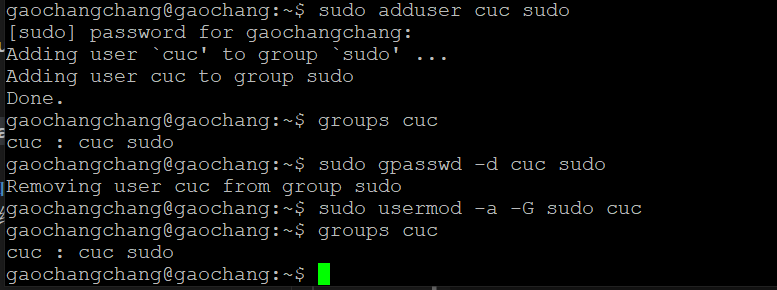 gaochangchang@gaochang:~$ sudo adduser cuc sudo
[sudo] password for gaochangchang:
Adding user `cuc' to group `sudo' ...
Adding user cuc to group sudo
Done.
gaochangchang@gaochang:~$ groups cuc
cuc : cuc sudo
gaochangchang@gaochang:~$ sudo gpasswd -d cuc sudo
Removing user cuc from group sudo
gaochangchang@gaochang:~$ sudo usermod -a -G sudo cuc
gaochangchang@gaochang:~$ groups cuc
cuc : cuc sudo
gaochangchang@gaochang:~$